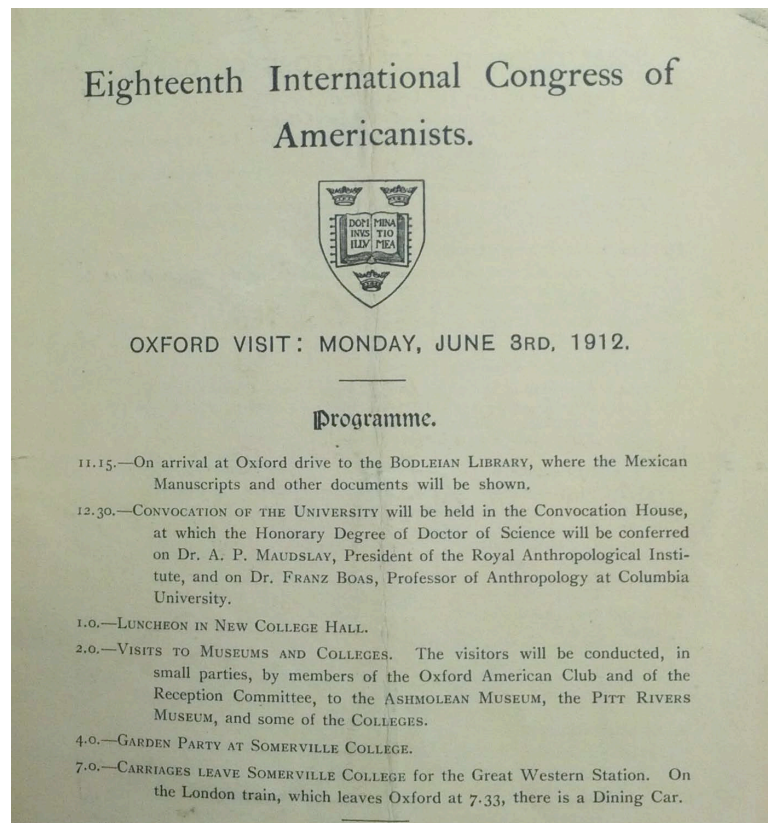 Eighteenth International Congress of
Americanists.
DOMI MINA
INVS TIO
ILLV MEA
OXFORD VISIT: MONDAY, JUNE 3RD, 1912.
Programme.
11.15.—On arrival at Oxford drive to the BODLEIAN LIBRARY, where the Mexican
Manuscripts and other documents will be shown.
12.30.—CONVOCATION OF THE UNIVERSITY will be held in the Convocation House,
at which the Honorary Degree of Doctor of Science will be conferred
on Dr. A. P. MAUDSLAY, President of the Royal Anthropological Insti-
tute, and on Dr. FRANZ BOAS, Professor of Anthropology at Columbia
University.
1.0.—LUNCHEON IN NEW COLLEGE HALL.
2.0.—VISITS TO MUSEUMS AND COLLEGES. The visitors will be conducted, in
small parties, by members of the Oxford American Club and of the
Reception Committee, to the ASHMOLEAN MUSEUM, the PITT RIVERS
MUSEUM, and some of the COLLEGES.
4.0.—GARDEN PARTY AT SOMERVILLE COLLEGE.
7.0.—CARRIAGES LEAVE SOMERVILLE COLLEGE for the Great Western Station. On
the London train, which leaves Oxford at 7.33, there is a Dining Car.